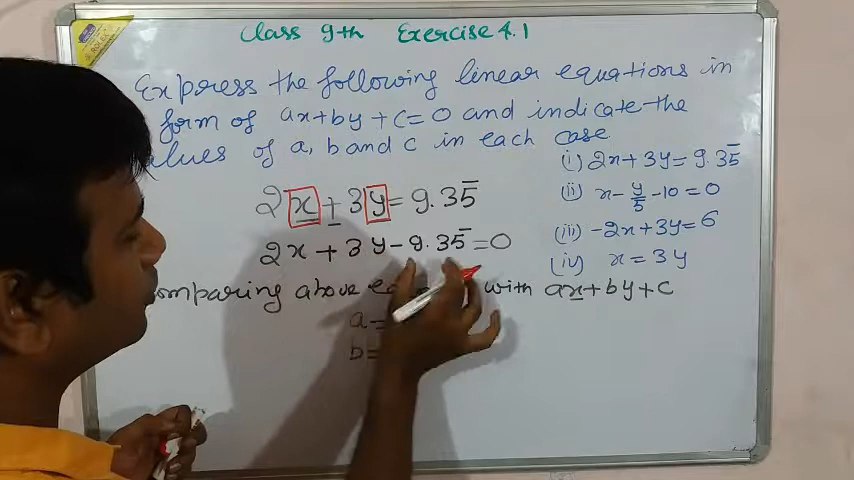 Class 9th Exercise 4.1
Express the following linear equations in
form of ax+by+c=0 and indicate the
values of a, b and c in each case
(i) 2x+3y=9.35̅
(ii) x-y/5-10=0
(iii) -2x+3y=6
(iv) x=3y
2x+3y=9.35̅
2x+3y-9.35̅=0
omparing above with ax+by+c
a=
b=